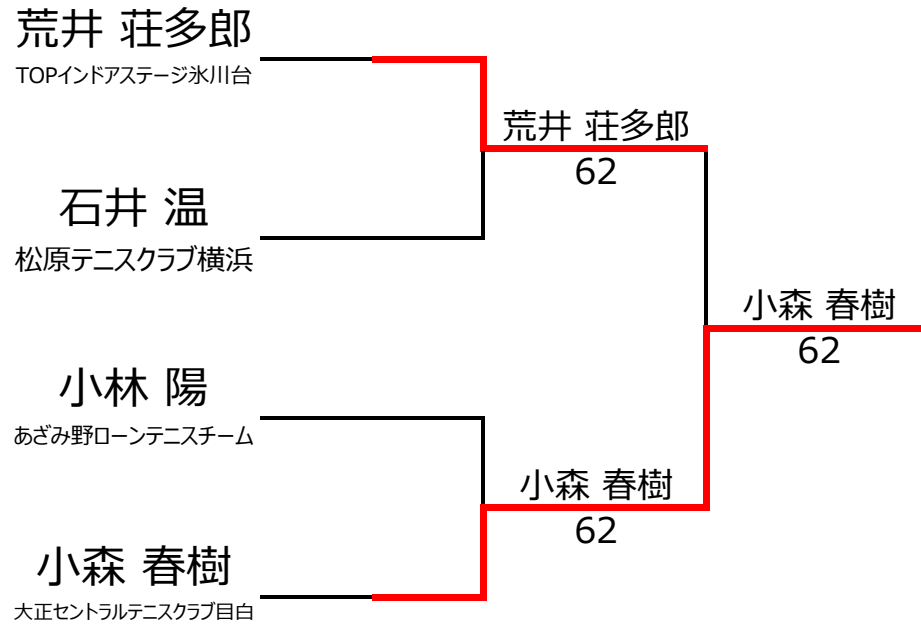 荒井 荘多郎
TOPインドアステージ氷川台
荒井 荘多郎
62
石井 温
松原テニスクラブ横浜
小森 春樹
62
小林 陽
あざみ野ローンテニスチーム
小森 春樹
62
小森 春樹
大正セントラルテニスクラブ目白